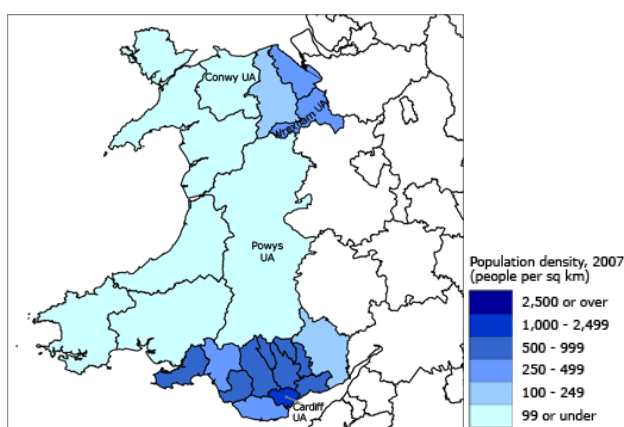 Conwy UA
Wrexham UA
Powys
UA
Cardiff
UA
Population density, 2007
(people per sq km)
2,500 or over
1,000 - 2,499
500 - 999
250 - 499
100 - 249
99 or under